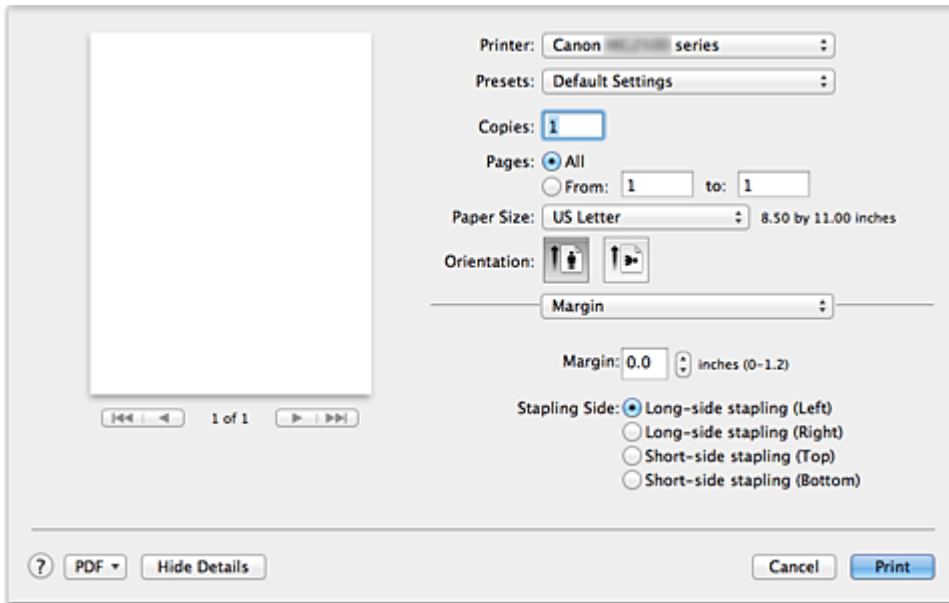 Printer: Canon series
Presets: Default Settings
Copies: 1
Pages: All
From: 1 to: 1
Paper Size: US Letter 8.50 by 11.00 inches
Orientation:
Margin
Margin: 0.0 inches (0-1.2)
1 of 1
Stapling Side: Long-side stapling (Left)
Long-side stapling (Right)
Short-side stapling (Top)
Short-side stapling (Bottom)
? PDF Hide Details Cancel Print